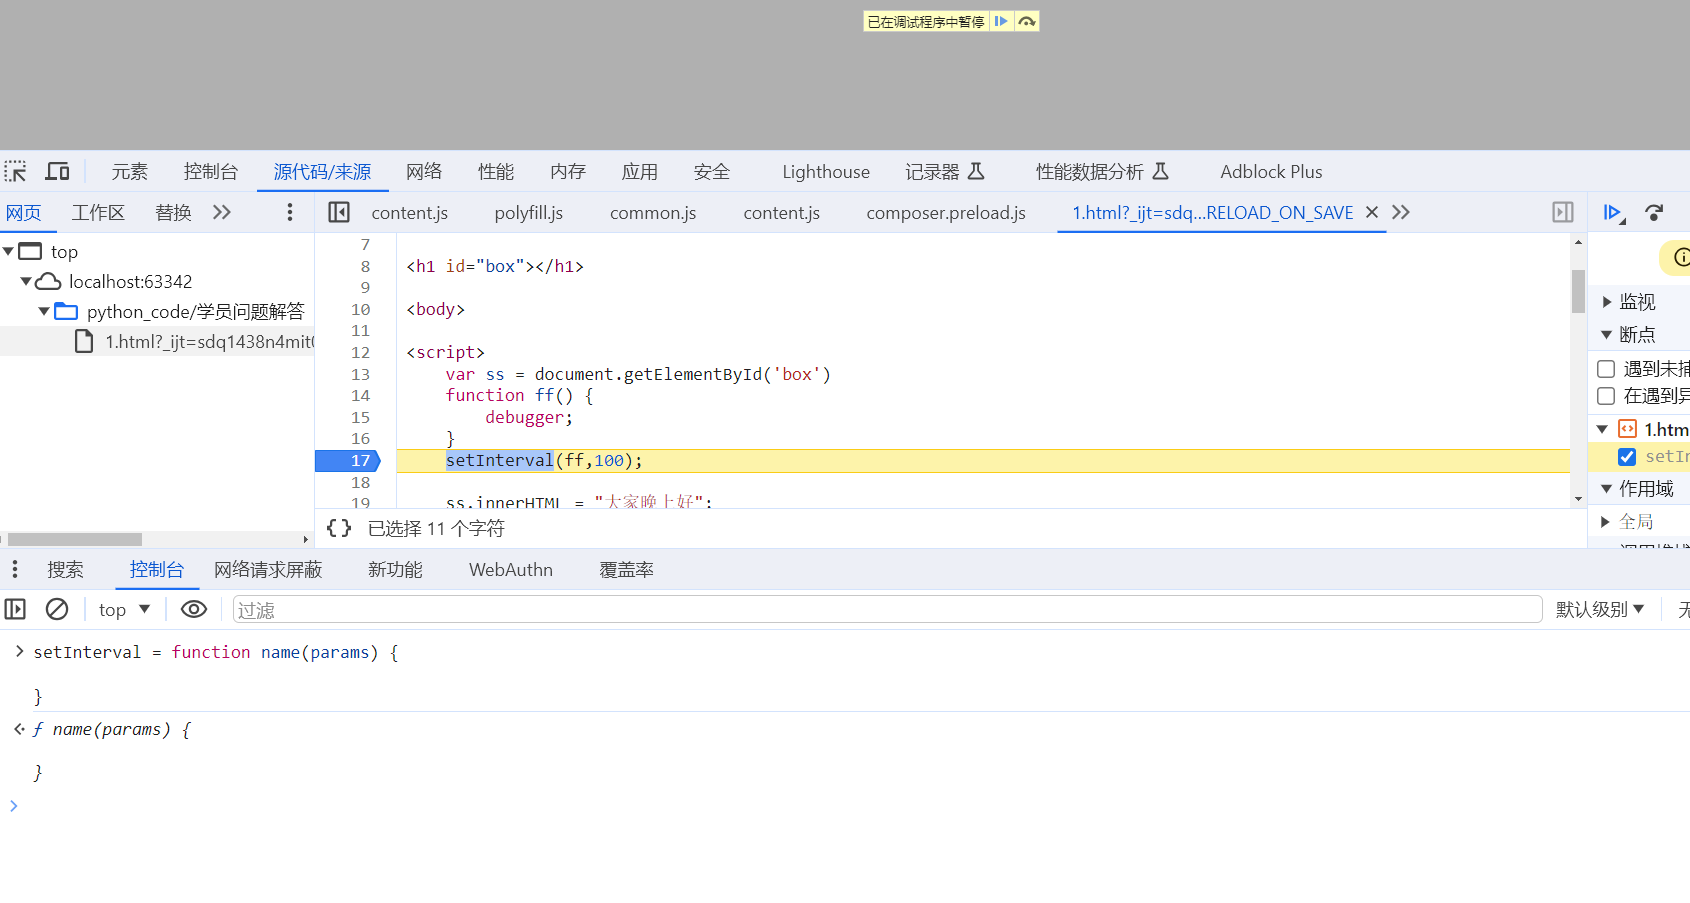 已在调试程序中暂停
元素 控制台 源代码/来源 网络 性能 内存 应用 安全 Lighthouse 记录器 性能数据分析 Adblock Plus
网页 工作区 替换 content.js polyfill.js common.js content.js composer.preload.js 1.html?_ijt=sdq...RELOAD_ON_SAVE
top
localhost:63342
python_code/学员问题解答
1.html?_ijt=sdq1438n4mit
7
8 <h1 id="box"></h1>
9
10 <body>
11
12 <script>
13 var ss = document.getElementById('box')
14 function ff() {
15 debugger;
16 }
17 setInterval(ff,100);
18
19 ss.innerHTML = "大家晚上好";
{} 已选择 11 个字符
监视
断点
遇到未捕
在遇到异
1.htm
setIn
作用域
全局
搜索 控制台 网络请求屏蔽 新功能 WebAuthn 覆盖率
top 过滤 默认级别 无
> setInterval = function name(params) {
}
ƒ name(params) {
}
>